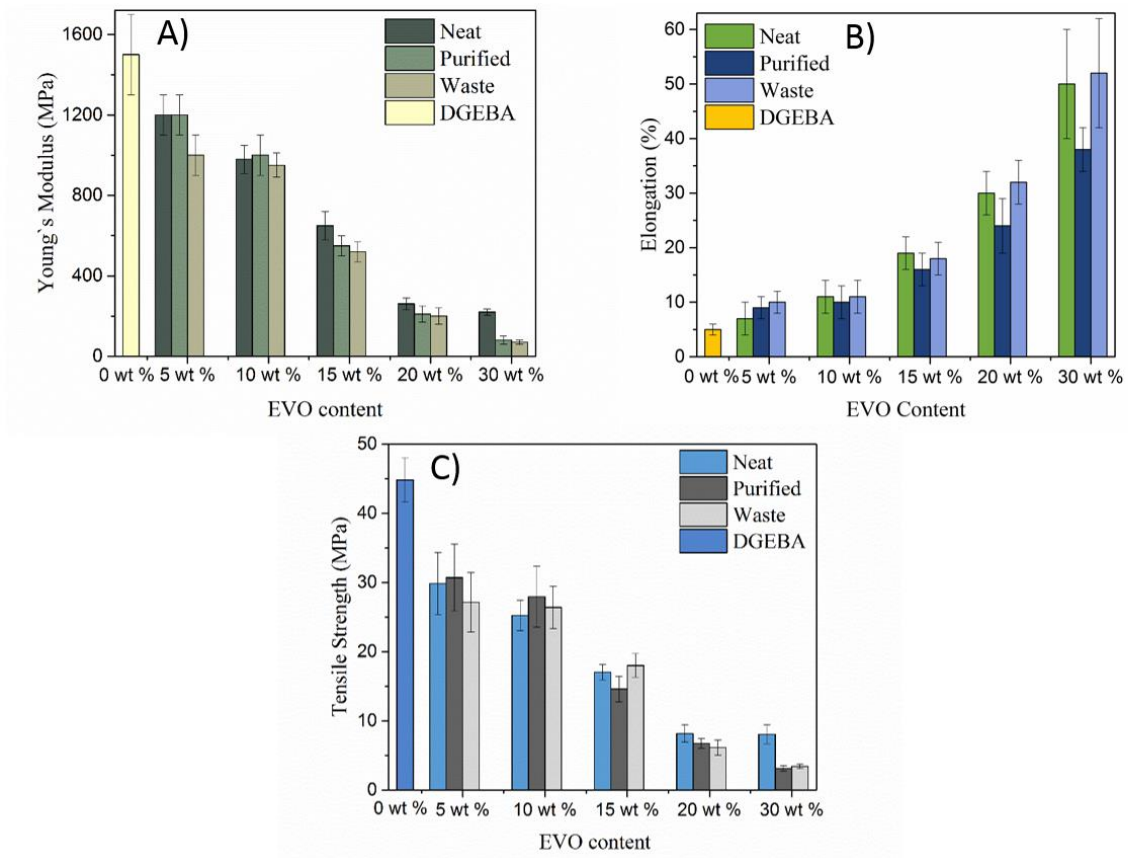 A)
Neat
Purified
Waste
DGEBA
1600
1200
800
400
0
Young`s Modulus (MPa)
0 wt %
5 wt %
10 wt %
15 wt %
20 wt %
30 wt %
EVO content
B)
Neat
Purified
Waste
DGEBA
60
50
40
30
20
10
0
Elongation (%)
0 wt %
5 wt %
10 wt %
15 wt %
20 wt %
30 wt %
EVO Content
C)
Neat
Purified
Waste
DGEBA
50
40
30
20
10
0
Tensile Strength (MPa)
0 wt %
5 wt %
10 wt %
15 wt %
20 wt %
30 wt %
EVO content